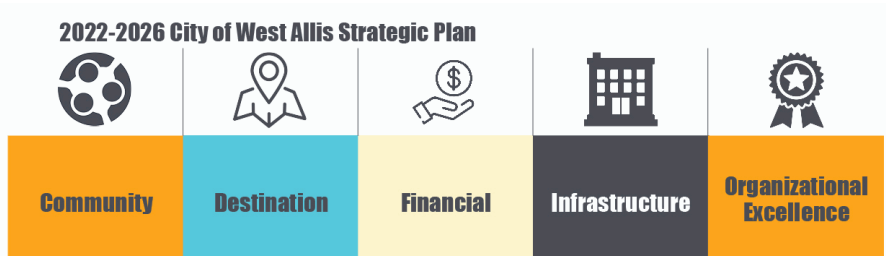 2022-2026 City of West Allis Strategic Plan
$
Community
Destination
Financial
Infrastructure
Organizational
Excellence